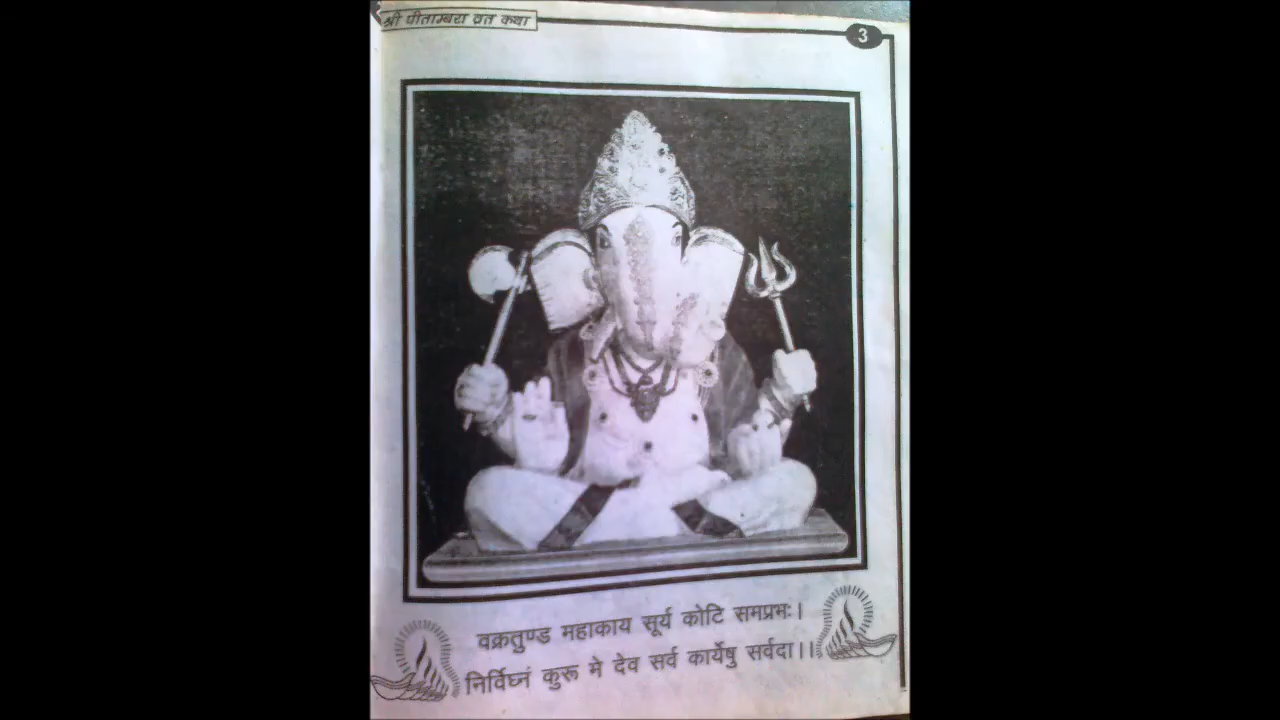 श्री पीताम्बरा व्रत कथा
3
वक्रतुण्ड महाकाय सूर्य कोटि समप्रभः।
निर्विघ्नं कुरू मे देव सर्व कार्येषु सर्वदा।।